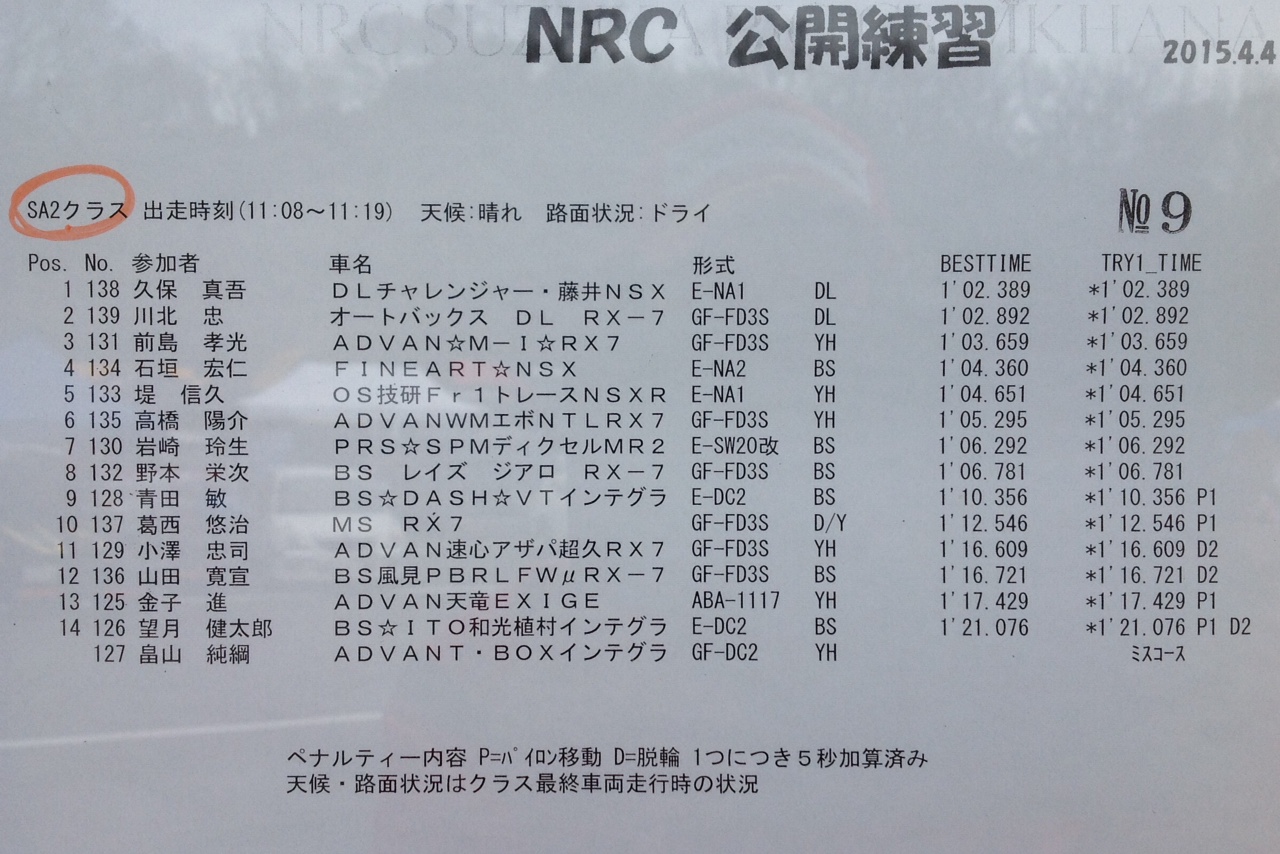 NRC 公開練習
2015.4.4
SA2クラス 出走時刻(11:08～11:19) 天候:晴れ 路面状況:ドライ
№9
Pos. No. 参加者 車名 形式 BESTTIME TRY1_TIME
1 138 久保 真吾 DLチャレンジャー・藤井NSX E-NA1 DL 1'02.389 *1'02.389
2 139 川北 忠 オートバックス DL RX-7 GF-FD3S DL 1'02.892 *1'02.892
3 131 前島 孝光 ADVAN☆M-I☆RX7 GF-FD3S YH 1'03.659 *1'03.659
4 134 石垣 宏仁 FINEART☆NSX E-NA2 BS 1'04.360 *1'04.360
5 133 堤 信久 OS技研Fr1トレースNSXR E-NA1 YH 1'04.651 *1'04.651
6 135 高橋 陽介 ADVANWMエボNTLRX7 GF-FD3S YH 1'05.295 *1'05.295
7 130 岩崎 玲生 PRS☆SPMディクセルMR2 E-SW20改 BS 1'06.292 *1'06.292
8 132 野本 栄次 BS レイズ ジアロ RX-7 GF-FD3S BS 1'06.781 *1'06.781
9 128 青田 敏 BS☆DASH☆VTインテグラ E-DC2 BS 1'10.356 *1'10.356 P1
10 137 葛西 悠治 MS RX7 GF-FD3S D/Y 1'12.546 *1'12.546 P1
11 129 小澤 忠司 ADVAN速心アザパ超久RX7 GF-FD3S YH 1'16.609 *1'16.609 D2
12 136 山田 寛宣 BS風見PBRLFWμRX-7 GF-FD3S BS 1'16.721 *1'16.721 D2
13 125 金子 進 ADVAN天竜EXIGE ABA-1117 YH 1'17.429 *1'17.429 P1
14 126 望月 健太郎 BS☆ITO和光植村インテグラ E-DC2 BS 1'21.076 *1'21.076 P1 D2
127 畠山 純綱 ADVANT・BOXインテグラ GF-DC2 YH ﾐｽｺｰｽ
ペナルティー内容 P=ﾊﾟｲﾛﾝ移動 D=脱輪 1つにつき5秒加算済み
天候・路面状況はクラス最終車両走行時の状況